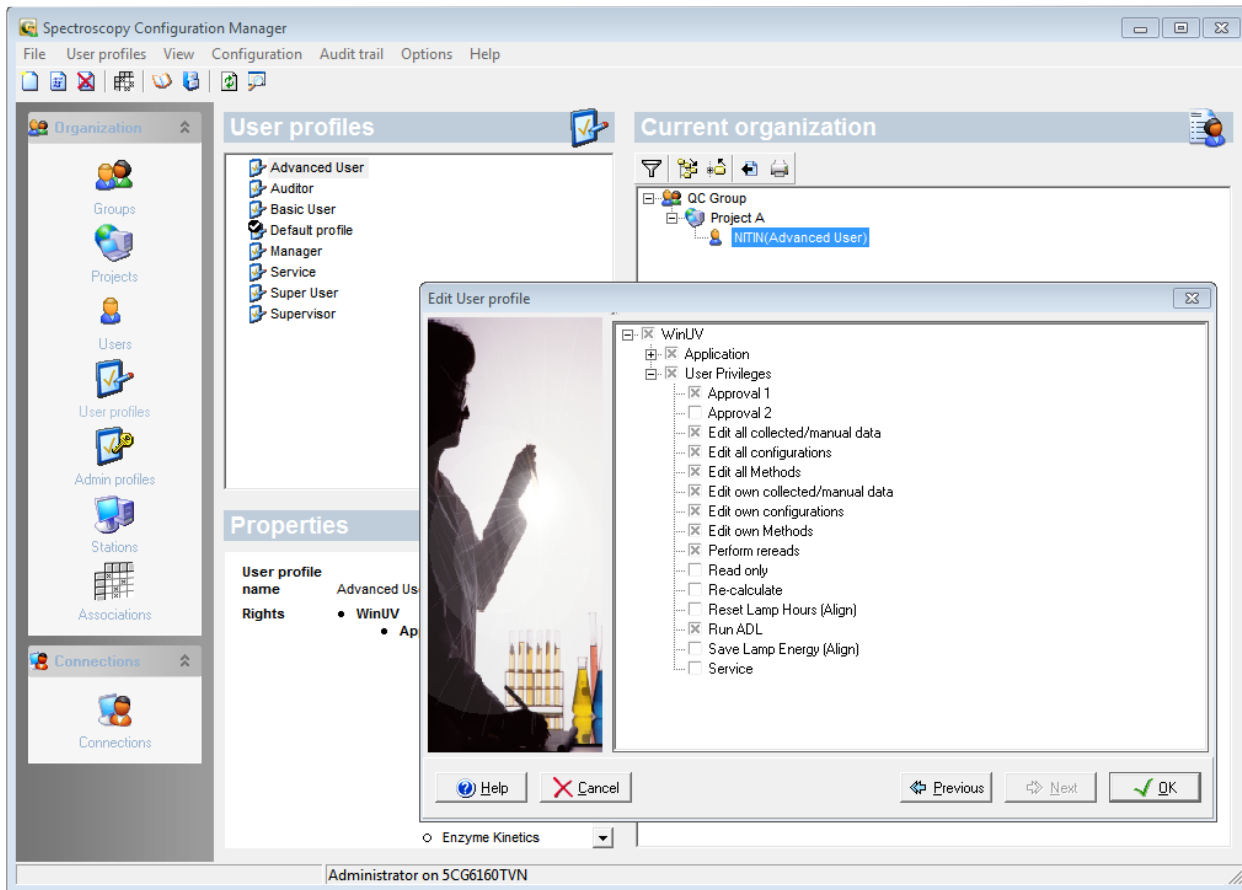 Spectroscopy Configuration Manager
File User profiles View Configuration Audit trail Options Help
Organization
Groups
Projects
Users
User profiles
Admin profiles
Stations
Associations
Connections
Connections
User profiles
Advanced User
Auditor
Basic User
Default profile
Manager
Service
Super User
Supervisor
Properties
User profile
name Advanced Us
Rights • WinUV
• Ap
○ Enzyme Kinetics
Current organization
QC Group
Project A
NITIN(Advanced User)
Edit User profile
WinUV
Application
User Privileges
Approval 1
Approval 2
Edit all collected/manual data
Edit all configurations
Edit all Methods
Edit own collected/manual data
Edit own configurations
Edit own Methods
Perform rereads
Read only
Re-calculate
Reset Lamp Hours (Align)
Run ADL
Save Lamp Energy (Align)
Service
Help Cancel Previous Next OK
Administrator on 5CG6160TVN